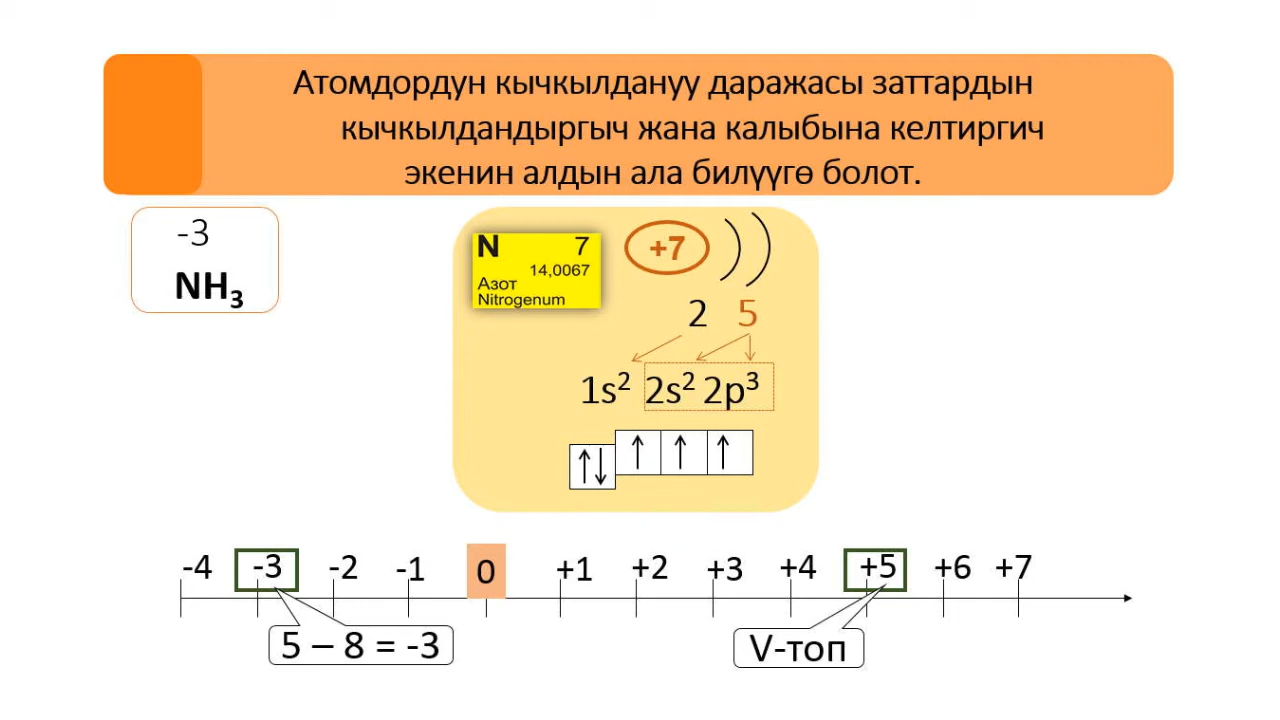 Атомдордун кычкылдануу даражасы заттардын
кычкылдандыргыч жана калыбына келтиргич
экенин алдын ала билүүгө болот.
-3
NH₃
N 7
14,0067
Азот
Nitrogenum
+7
2 5
1s² 2s² 2p³
-4 -3 -2 -1 0 +1 +2 +3 +4 +5 +6 +7
5 – 8 = -3
V-топ